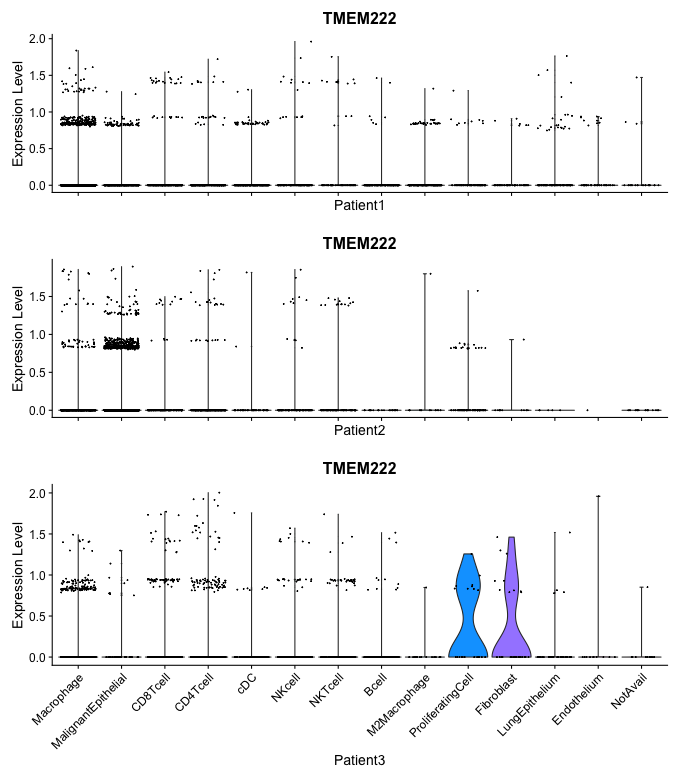 TMEM222
Expression Level
2.0
1.5
1.0
0.5
0.0
Patient1
TMEM222
Expression Level
1.5
1.0
0.5
0.0
Patient2
TMEM222
Expression Level
2.0
1.5
1.0
0.5
0.0
Macrophage
MalignantEpithelial
CD8Tcell
CD4Tcell
cDC
NKcell
NKTcell
Bcell
M2Macrophage
ProliferatingCell
Fibroblast
LungEpithelium
Endothelium
NotAvail
Patient3